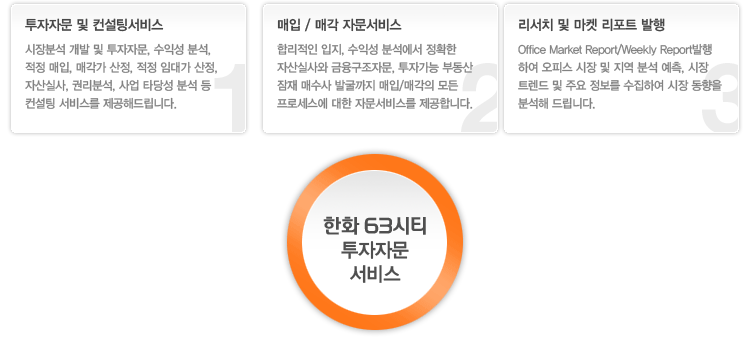 투자자문 및 컨설팅서비스
시장분석 개발 및 투자자문, 수익성 분석,
적정 매입, 매각가 산정, 적정 임대가 산정,
자산실사, 권리분석, 사업 타당성 분석 등
컨설팅 서비스를 제공해드립니다.
1
매입 / 매각 자문서비스
합리적인 입지, 수익성 분석에서 정확한
자산실사와 금융구조자문, 투자가능 부동산
잠재 매수사 발굴까지 매입/매각의 모든
프로세스에 대한 자문서비스를 제공합니다.
2
리서치 및 마켓 리포트 발행
Office Market Report/Weekly Report발행
하여 오피스 시장 및 지역 분석 예측, 시장
트렌드 및 주요 정보를 수집하여 시장 동향을
분석해 드립니다.
3
한화 63시티
투자자문
서비스